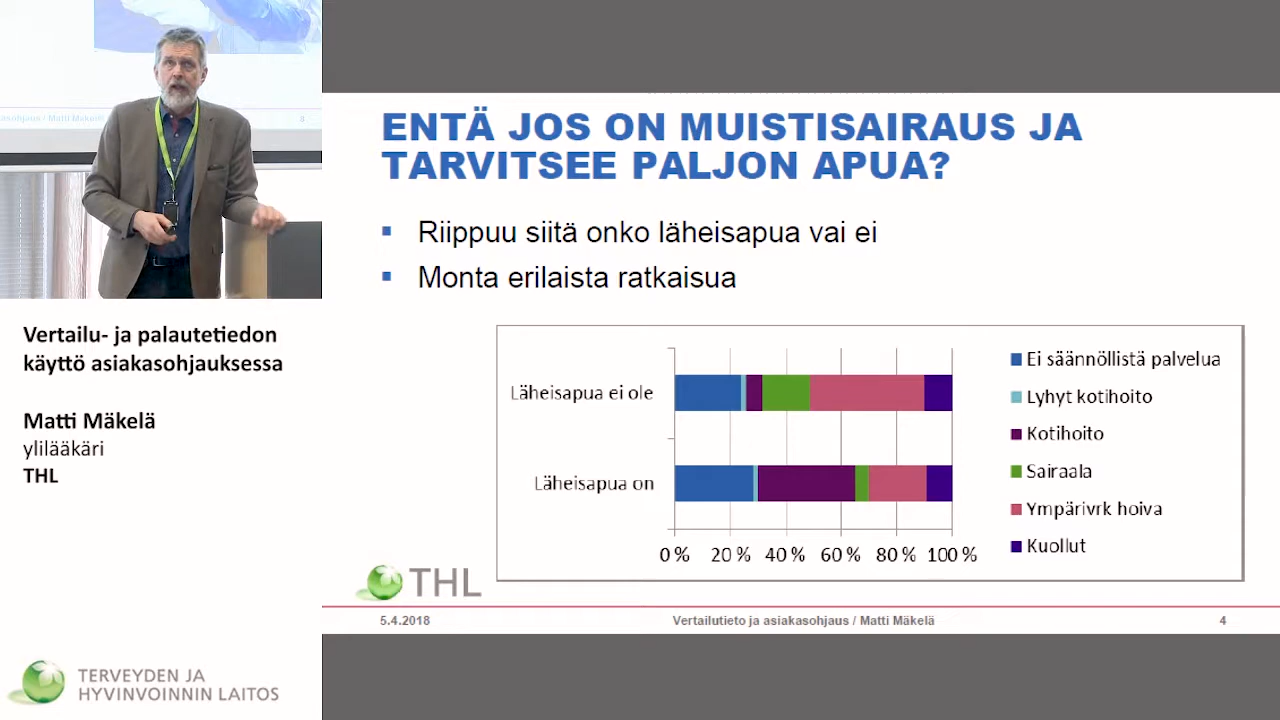 asohjaus / Matti Mäkelä
ENTÄ JOS ON MUISTISAIRAUS JA
TARVITSEE PALJON APUA?
Riippuu siitä onko läheisapua vai ei
Monta erilaista ratkaisua
Läheisapua ei ole
Läheisapua on
0 % 20 % 40 % 60 % 80 % 100 %
Ei säännöllistä palvelua
Lyhyt kotihoito
Kotihoito
Sairaala
Ympärivrk hoiva
Kuollut
THL
5.4.2018 Vertailutieto ja asiakasohjaus / Matti Mäkelä 4
Vertailu- ja palautetiedon
käyttö asiakasohjauksessa
Matti Mäkelä
ylilääkäri
THL
TERVEYDEN JA
HYVINVOINNIN LAITOS